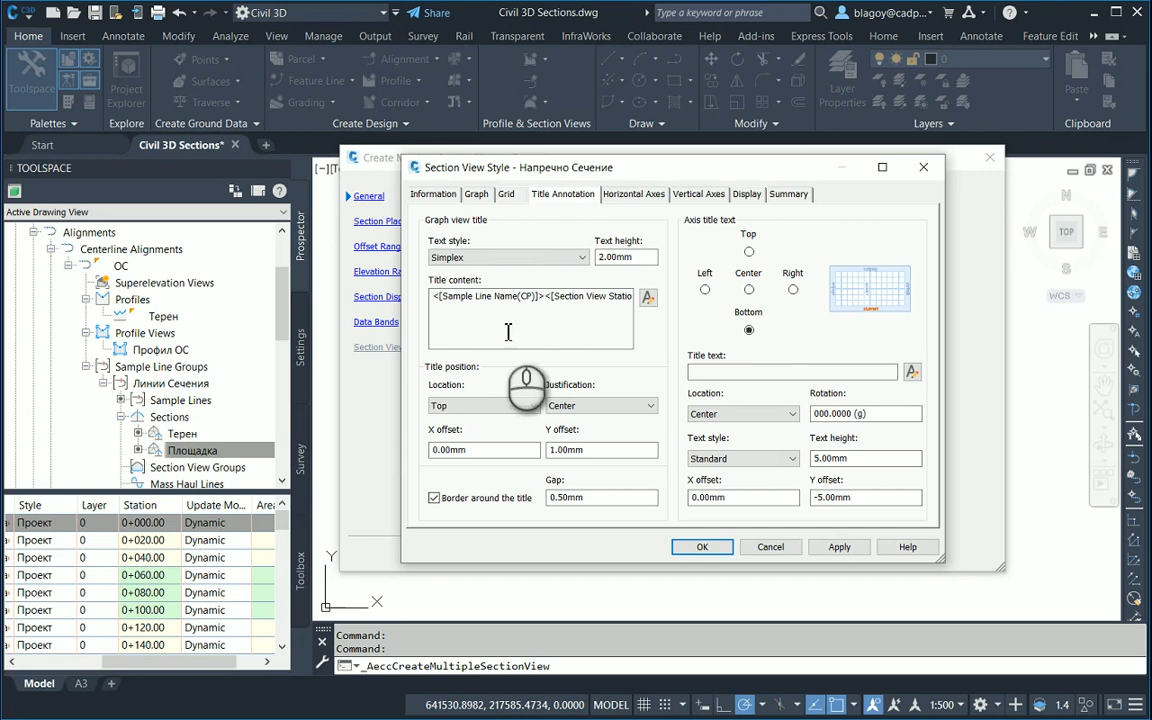 C3D Civil 3D Share Civil 3D Sections.dwg Type a keyword or phrase blagoy@cadp...
Home Insert Annotate Modify Analyze View Manage Output Survey Rail Transparent InfraWorks Collaborate Help Add-ins Express Tools Home Insert Annotate Feature Edit
Toolspace Project Explorer Points Surfaces Traverse Parcel Feature Line Grading Alignment Profile Corridor Layer Properties 0 Paste
Palettes Explore Create Ground Data Create Design Profile & Section Views Draw Modify Layers Clipboard
Start Civil 3D Sections*
TOOLSPACE
Active Drawing View
Alignments
Centerline Alignments
ОС
Superelevation Views
Profiles
Терен
Profile Views
Профил ОС
Sample Line Groups
Линии Сечения
Sample Lines
Sections
Терен
Площадка
Section View Groups
Mass Haul Lines
Prospector
Settings
Survey
Toolbox
Style Layer Station Update Mo... Area
Проект 0 0+000.00 Dynamic
Проект 0 0+020.00 Dynamic
Проект 0 0+040.00 Dynamic
Проект 0 0+060.00 Dynamic
Проект 0 0+080.00 Dynamic
Проект 0 0+100.00 Dynamic
Проект 0 0+120.00 Dynamic
Проект 0 0+140.00 Dynamic
General
Section Plac
Offset Rang
Elevation Ra
Section Disp
Data Bands
Section View
Section View Style - Напречно Сечение
Information Graph Grid Title Annotation Horizontal Axes Vertical Axes Display Summary
Graph view title
Text style: Text height:
Simplex 2.00mm
Title content:
<[Sample Line Name(CP)]><[Section View Statio
Title position:
Location: Justification:
Top Center
X offset: Y offset:
0.00mm 1.00mm
Gap:
Border around the title 0.50mm
Axis title text
Top
Left Center Right
Bottom
Title text:
Location: Rotation:
Center 000.0000 (g)
Text style: Text height:
Standard 5.00mm
X offset: Y offset:
0.00mm -5.00mm
OK Cancel Apply Help
N
W TOP E
S
WCS
Y
X
Command:
Command:
_AeccCreateMultipleSectionView
Model A3
641530.8982, 217585.4734, 0.0000 MODEL 1:500 1.4